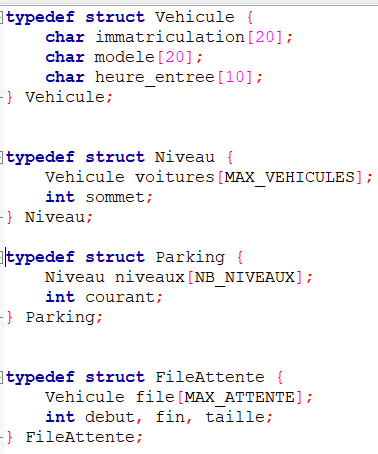 typedef struct Vehicule {
    char immatriculation[20];
    char modele[20];
    char heure_entree[10];
} Vehicule;
typedef struct Niveau {
    Vehicule voitures[MAX_VEHICULES];
    int sommet;
} Niveau;
typedef struct Parking {
    Niveau niveaux[NB_NIVEAUX];
    int courant;
} Parking;
typedef struct FileAttente {
    Vehicule file[MAX_ATTENTE];
    int debut, fin, taille;
} FileAttente;